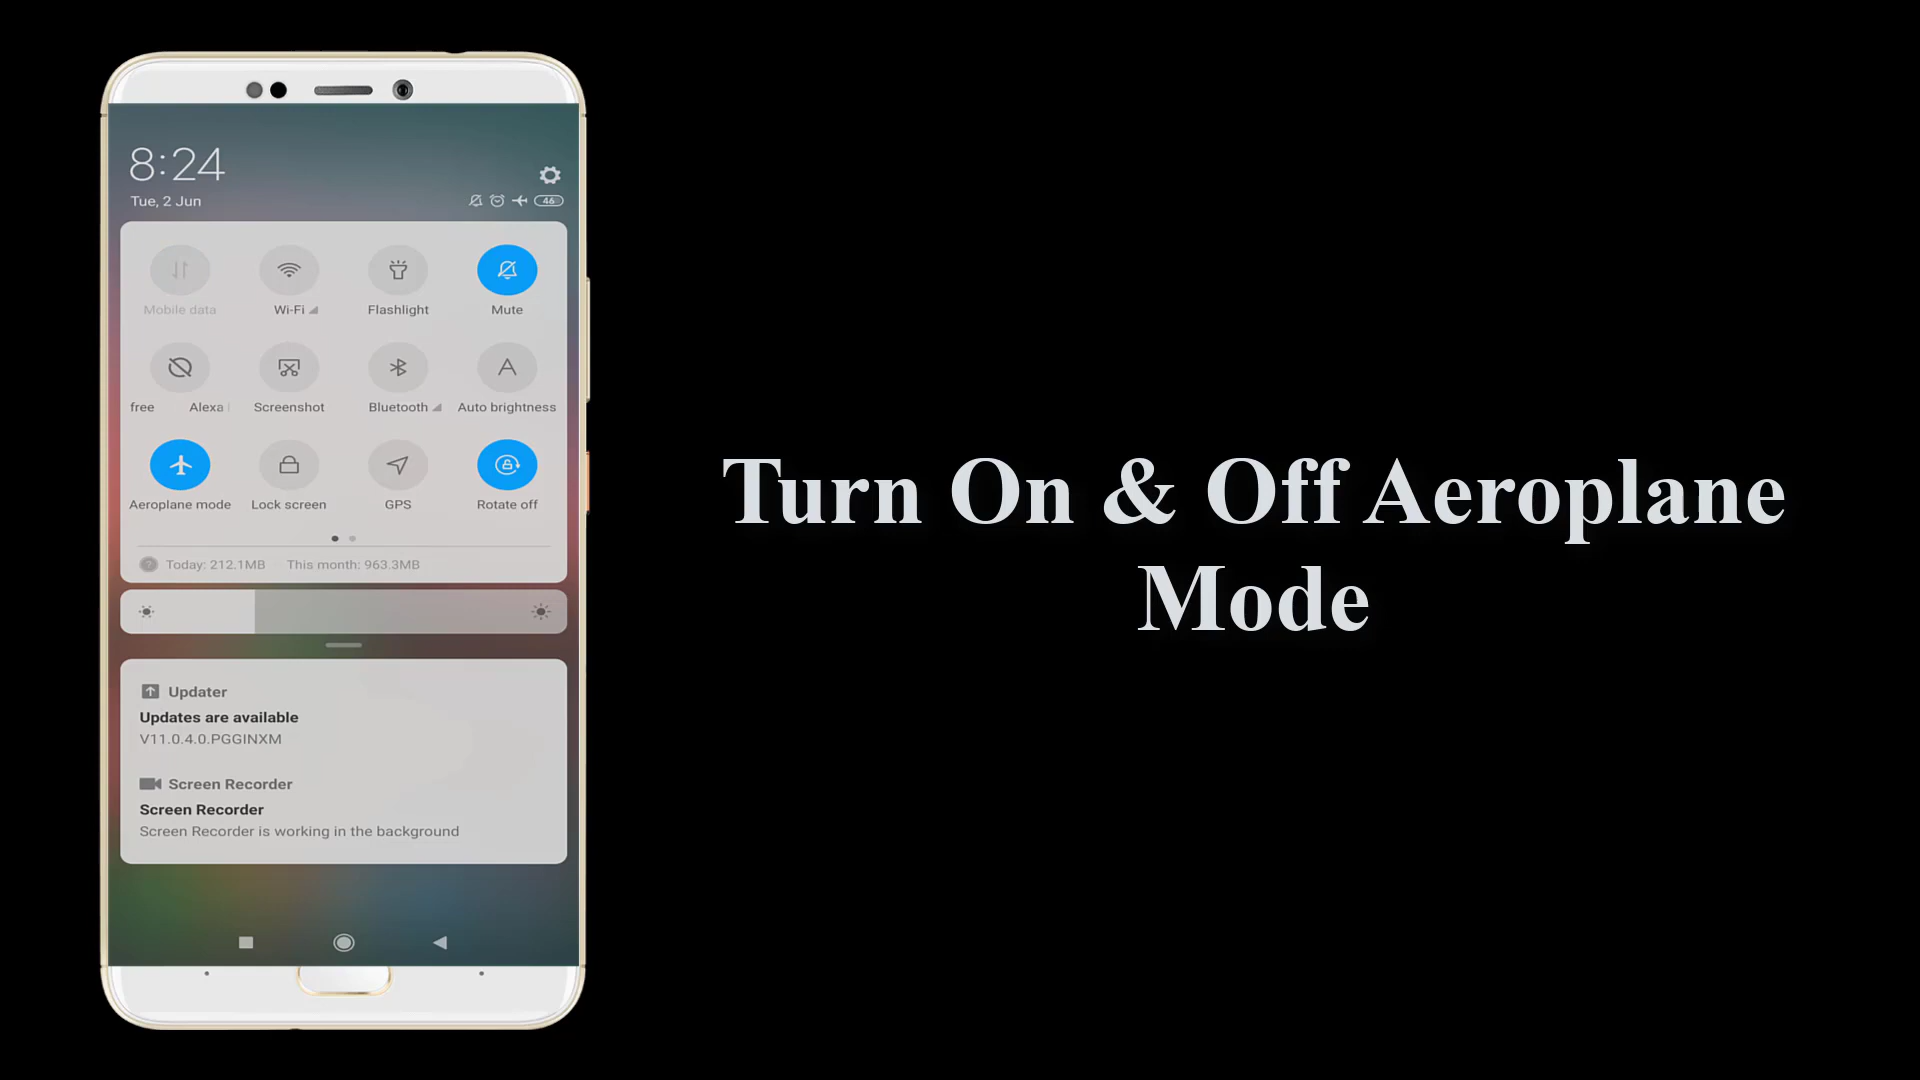 8:24
Tue, 2 Jun
46
Mobile data
Wi-Fi
Flashlight
Mute
free Alexa
Screenshot
Bluetooth
Auto brightness
Aeroplane mode
Lock screen
GPS
Rotate off
Today: 212.1MB This month: 963.3MB
Updater
Updates are available
V11.0.4.0.PGGINXM
Screen Recorder
Screen Recorder
Screen Recorder is working in the background
Turn On & Off Aeroplane
Mode